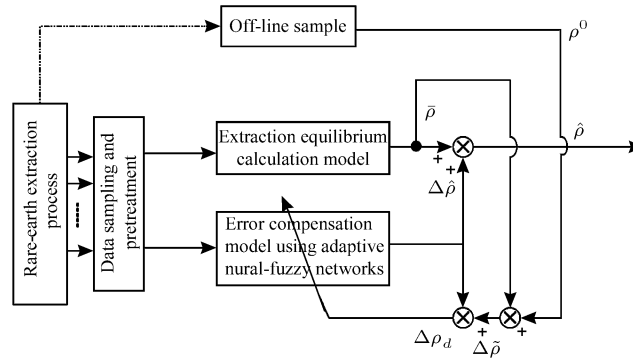 Off-line sample
ρ⁰
Rare-earth extraction
process
Data sampling and
pretreatment
Extraction equilibrium
calculation model
ρ̄
+
+
Δρ̂
ρ̂
Error compensation
model using adaptive
nural-fuzzy networks
Δρ_d
+
Δρ̃
+